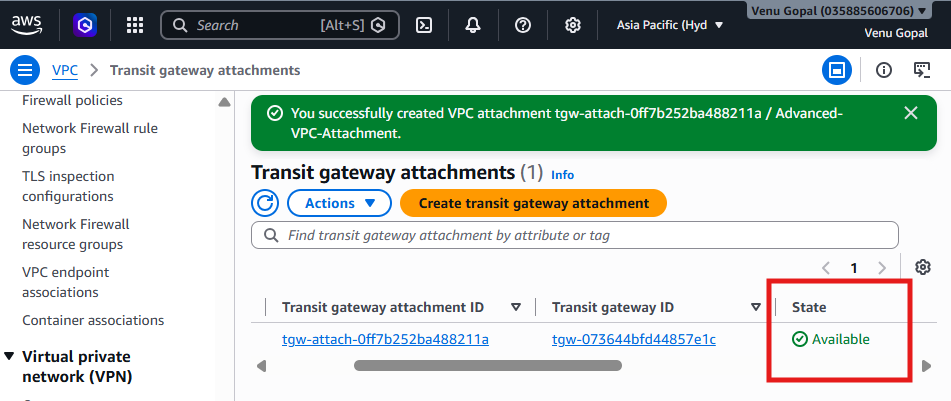 aws
Search
[Alt+S]
Asia Pacific (Hyd
Venu Gopal (035885606706)
Venu Gopal
VPC
Transit gateway attachments
Firewall policies
Network Firewall rule
groups
TLS inspection
configurations
Network Firewall
resource groups
VPC endpoint
associations
Container associations
Virtual private
network (VPN)
You successfully created VPC attachment tgw-attach-0ff7b252ba488211a / Advanced-
VPC-Attachment.
Transit gateway attachments (1) Info
Actions
Create transit gateway attachment
Find transit gateway attachment by attribute or tag
1
Transit gateway attachment ID
Transit gateway ID
State
tgw-attach-0ff7b252ba488211a
tgw-073644bfd44857e1c
Available